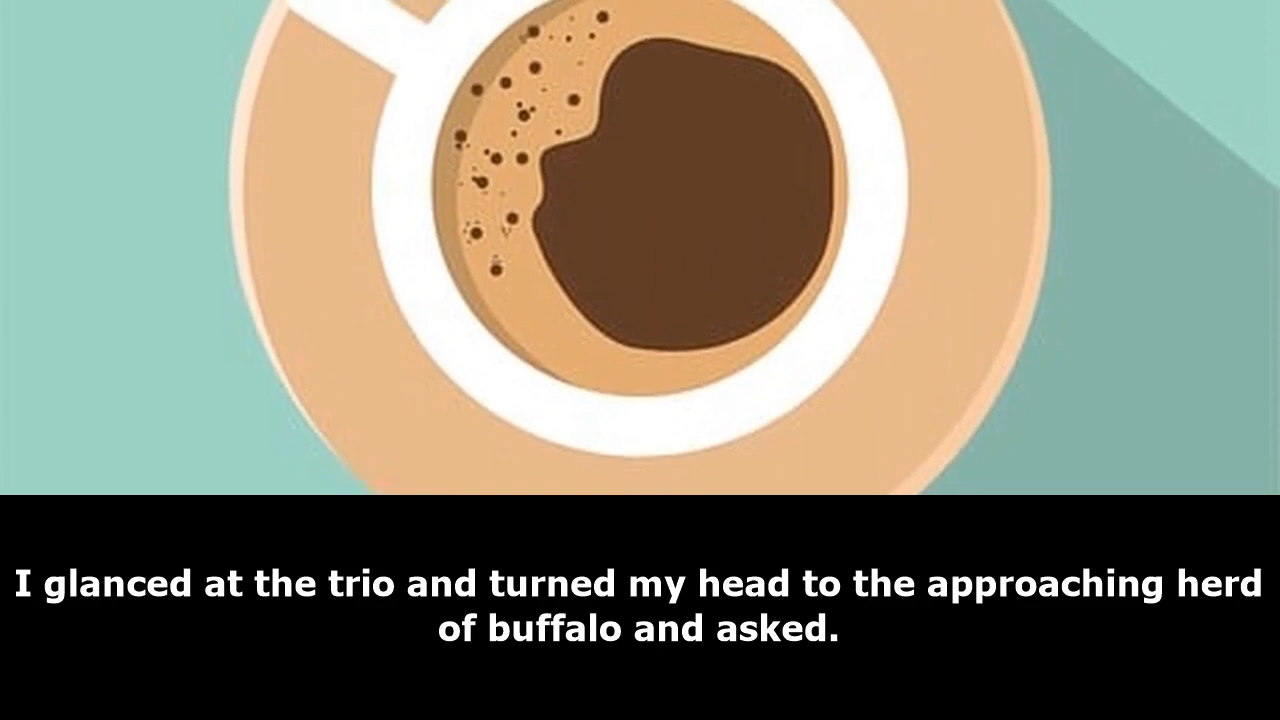 I glanced at the trio and turned my head to the approaching herd
of buffalo and asked.